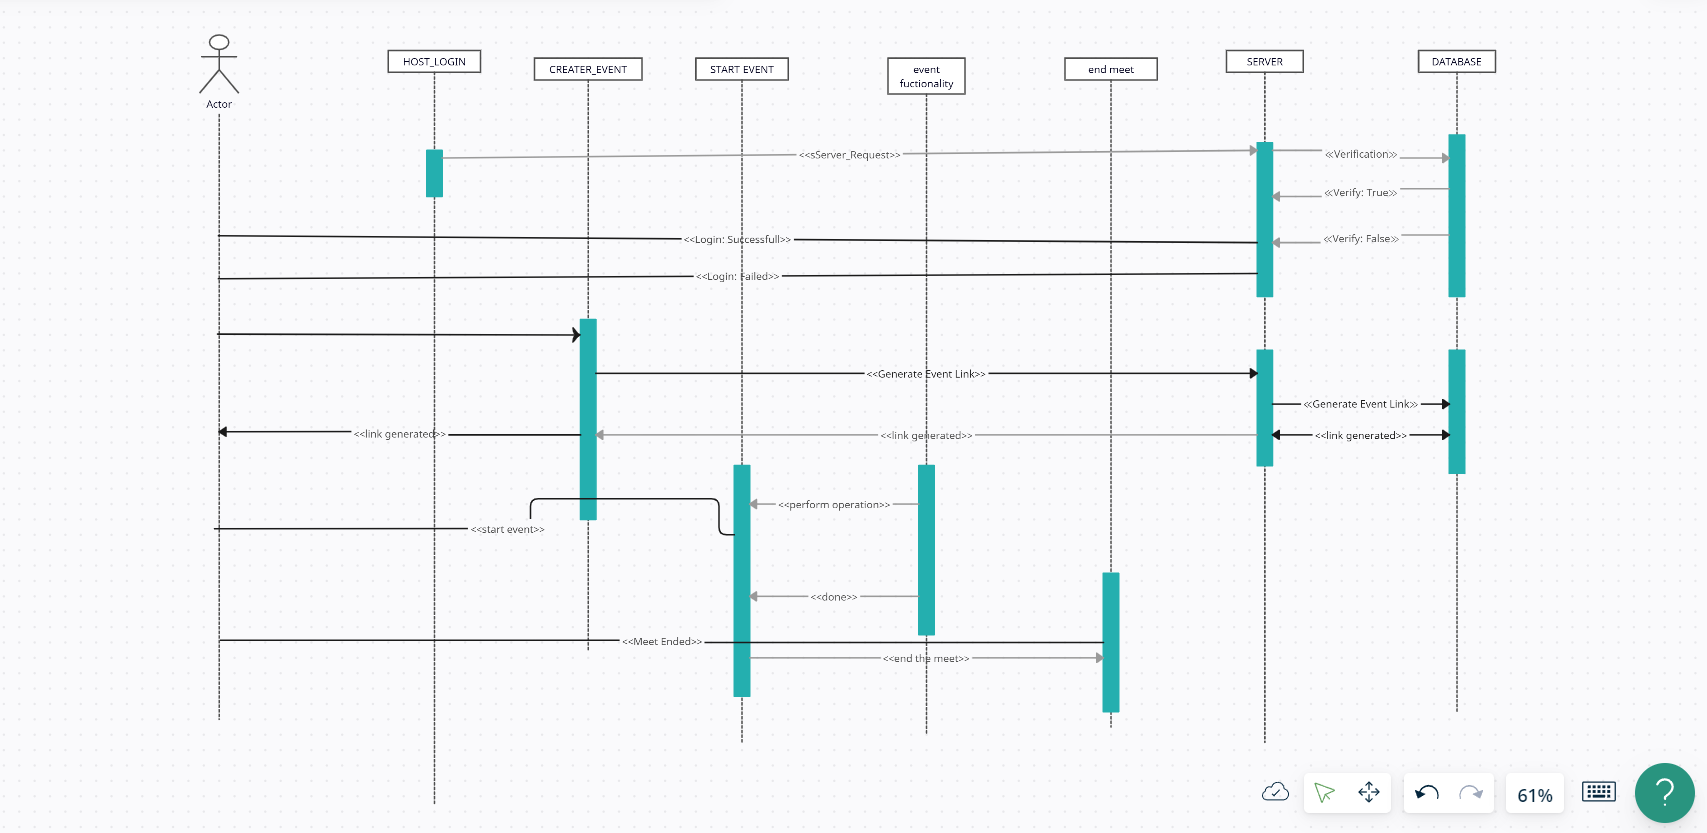 HOST_LOGIN
CREATER_EVENT
START EVENT
event
fuctionality
end meet
SERVER
DATABASE
Actor
<<sServer_Request>>
<<Verification>>
<<Verify: True>>
<<Verify: False>>
<<Login: Successfull>>
<<Login: Failed>>
<<Generate Event Link>>
<<Generate Event Link>>
<<link generated>>
<<link generated>>
<<link generated>>
<<perform operation>>
<<start event>>
<<done>>
<<Meet Ended>>
<<end the meet>>
61%
?